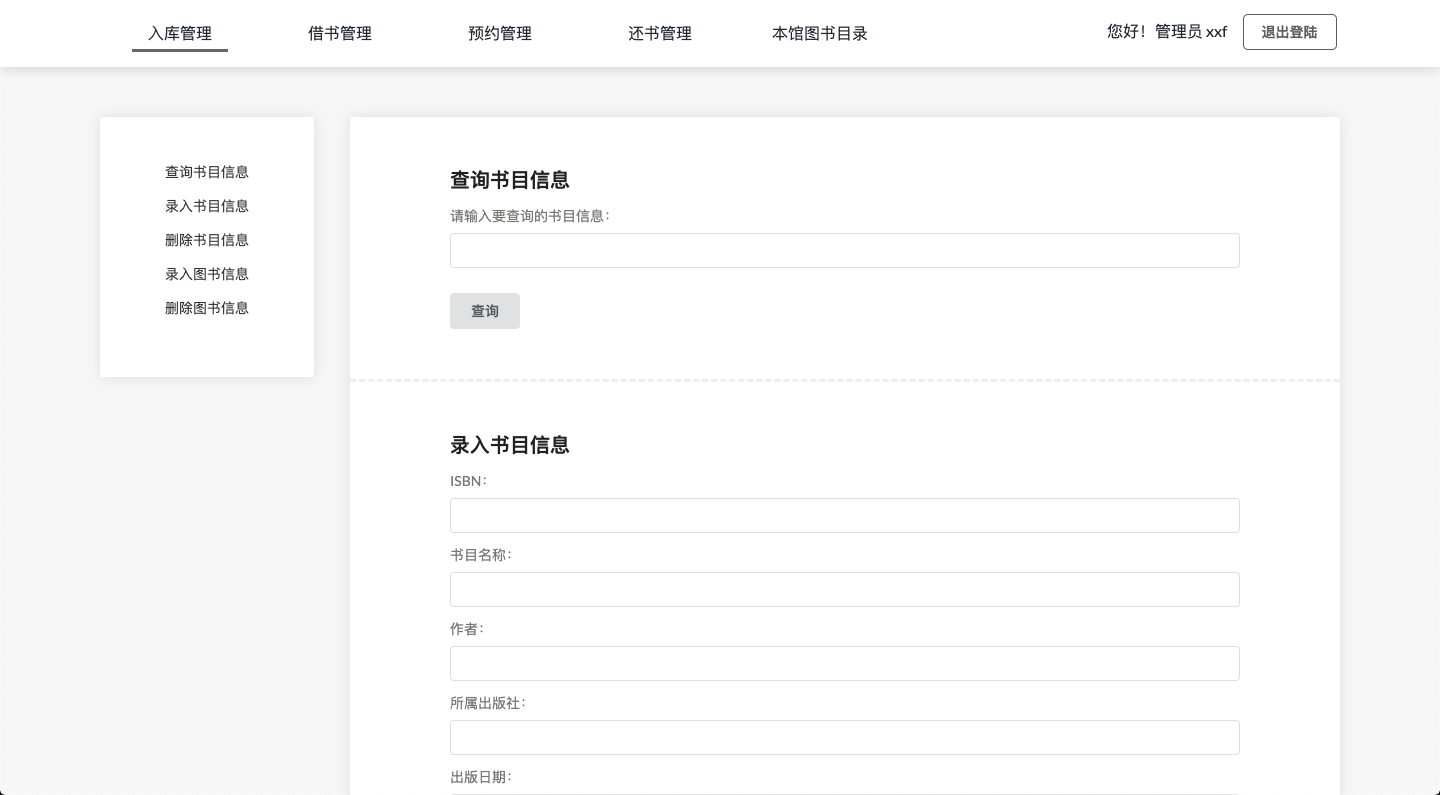 入库管理 借书管理 预约管理 还书管理 本馆图书目录 您好！管理员 xxf 退出登陆
查询书目信息
录入书目信息
删除书目信息
录入图书信息
删除图书信息
查询书目信息
请输入要查询的书目信息：
查询
录入书目信息
ISBN：
书目名称：
作者：
所属出版社：
出版日期：